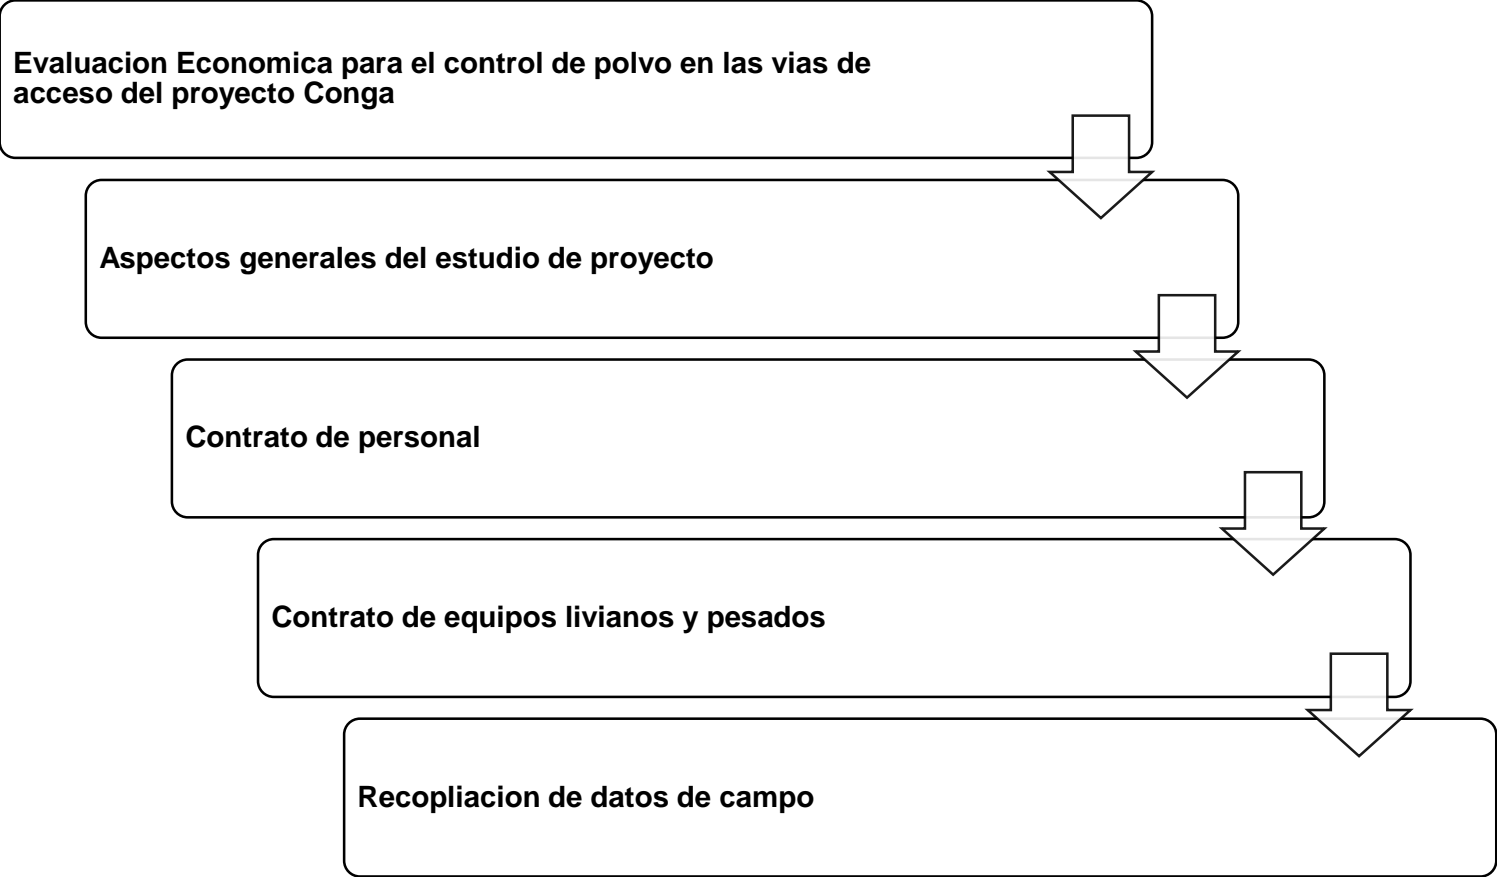 Evaluacion Economica para el control de polvo en las vias de
acceso del proyecto Conga
Aspectos generales del estudio de proyecto
Contrato de personal
Contrato de equipos livianos y pesados
Recopliacion de datos de campo